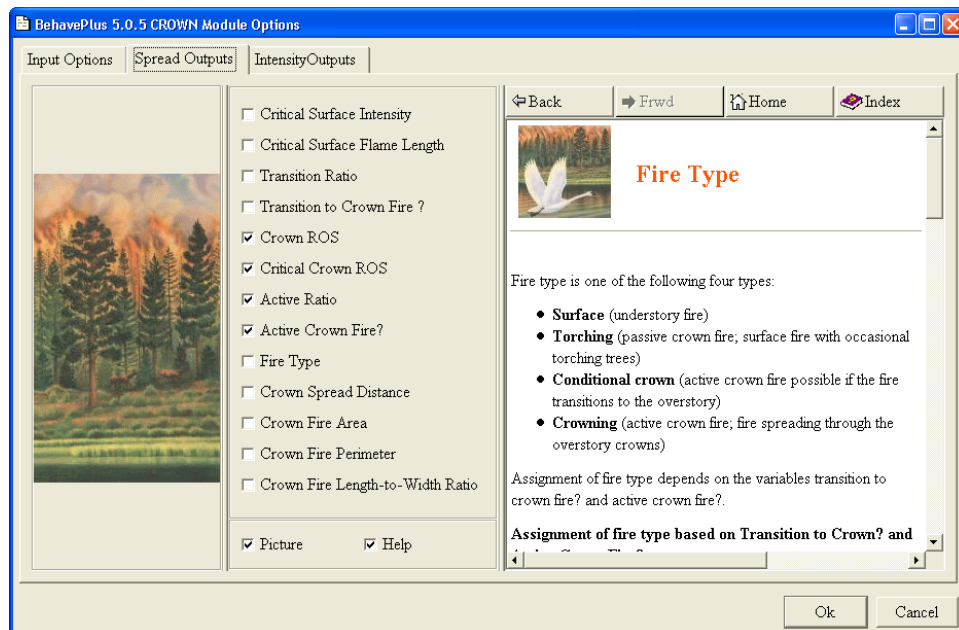 BehavePlus 5.0.5 CROWN Module Options
Input Options
Spread Outputs
IntensityOutputs
Critical Surface Intensity
Critical Surface Flame Length
Transition Ratio
Transition to Crown Fire ?
Crown ROS
Critical Crown ROS
Active Ratio
Active Crown Fire?
Fire Type
Crown Spread Distance
Crown Fire Area
Crown Fire Perimeter
Crown Fire Length-to-Width Ratio
Picture
Help
Back
Frwd
Home
Index
Fire Type
Fire type is one of the following four types:
Surface (understory fire)
Torching (passive crown fire; surface fire with occasional
torching trees)
Conditional crown (active crown fire possible if the fire
transitions to the overstory)
Crowning (active crown fire; fire spreading through the
overstory crowns)
Assignment of fire type depends on the variables transition to
crown fire? and active crown fire?.
Assignment of fire type based on Transition to Crown? and
Ok
Cancel